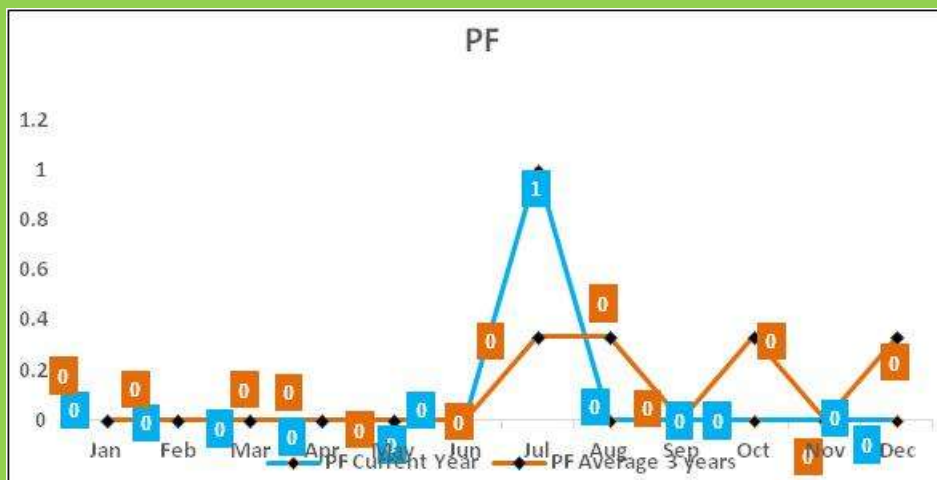 PF
1.2
1
1
0.8
0.6
0.4
0 0
0.2
0 0 0 0 0 0
0 0 0 0 0 0 0 0 0 0 0 0 0
0 0 0
Jan Feb Mar Apr May Jun Jul Aug Sep Oct Nov Dec
PF Current Year PF Average 3 years